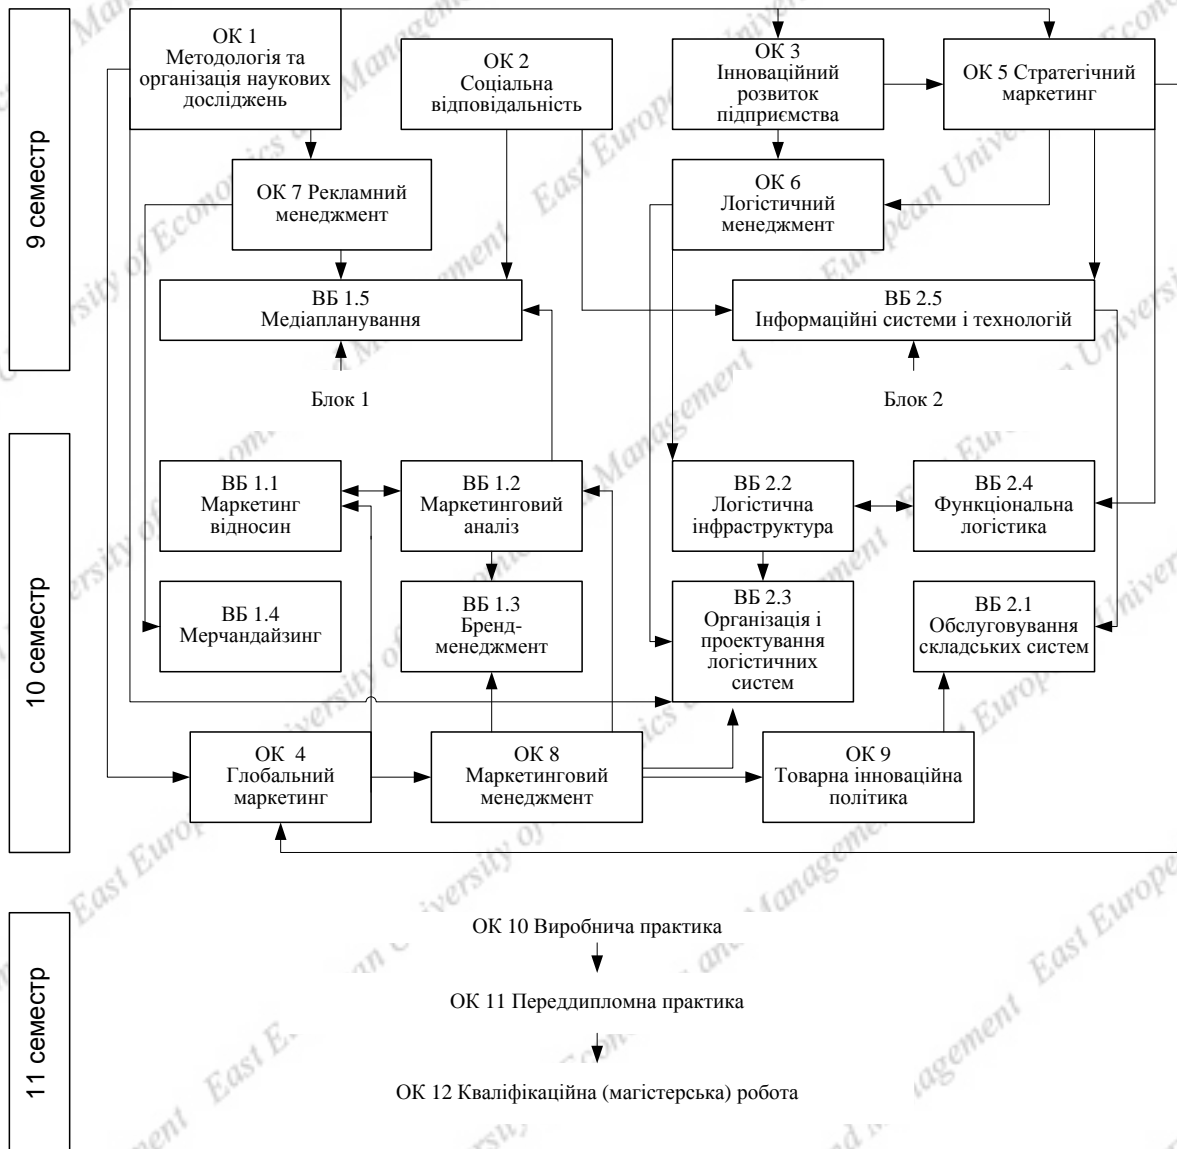 9 семестр
ОК 1
Методологія та
організація наукових
досліджень
ОК 2
Соціальна
відповідальність
ОК 3
Інноваційний
розвиток
підприємства
ОК 5 Стратегічний
маркетинг
ОК 7 Рекламний
менеджмент
ОК 6
Логістичний
менеджмент
ВБ 1.5
Медіапланування
ВБ 2.5
Інформаційні системи і технологій
Блок 1
Блок 2
10 семестр
ВБ 1.1
Маркетинг
відносин
ВБ 1.2
Маркетинговий
аналіз
ВБ 2.2
Логістична
інфраструктура
ВБ 2.4
Функціональна
логістика
ВБ 1.4
Мерчандайзинг
ВБ 1.3
Бренд-
менеджмент
ВБ 2.3
Організація і
проектування
логістичних
систем
ВБ 2.1
Обслуговування
складських систем
ОК 4
Глобальний
маркетинг
ОК 8
Маркетинговий
менеджмент
ОК 9
Товарна інноваційна
політика
11 семестр
ОК 10 Виробнича практика
ОК 11 Переддипломна практика
ОК 12 Кваліфікаційна (магістерська) робота